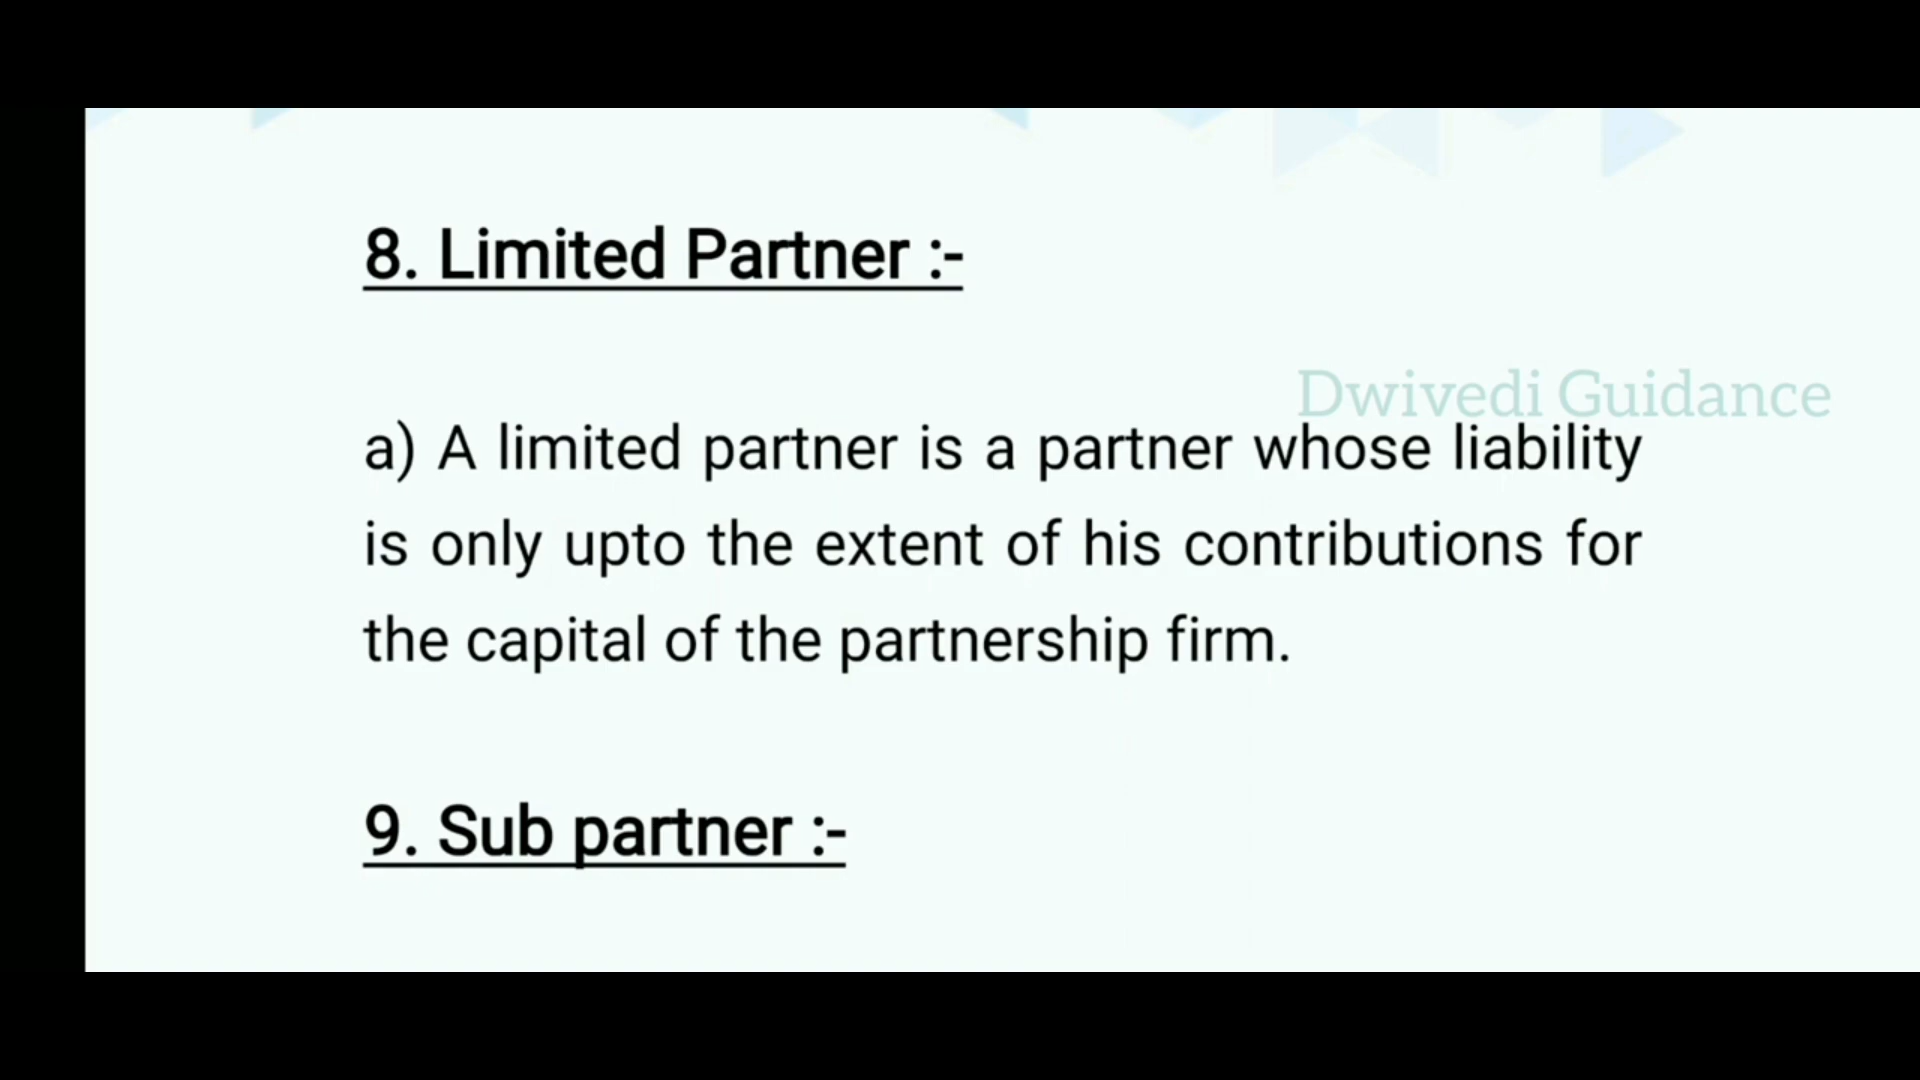 8. Limited Partner :-
Dwivedi Guidance
a) A limited partner is a partner whose liability
is only upto the extent of his contributions for
the capital of the partnership firm.
9. Sub partner :-